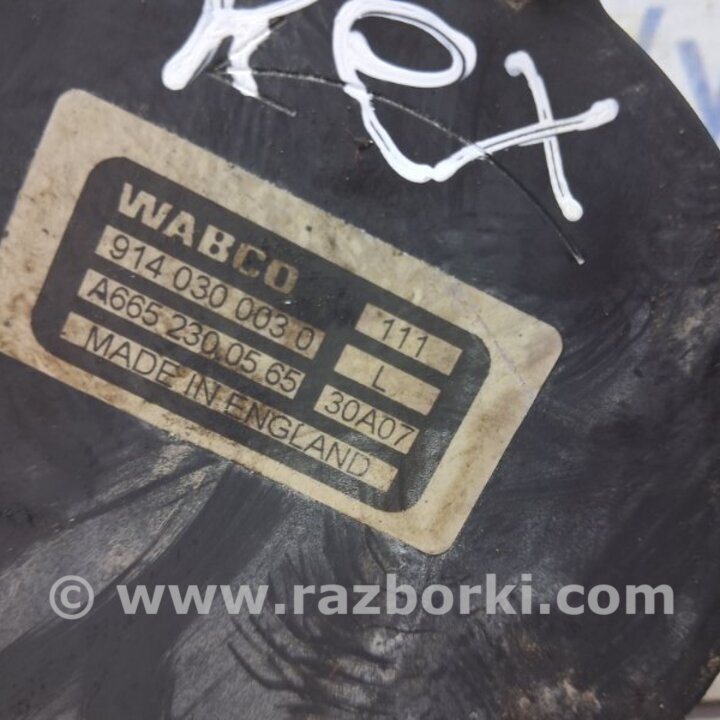 REX
WABCO
914 030 003 0 111
A665 230 05 65 L
MADE IN ENGLAND 30A07
© www.razborki.com